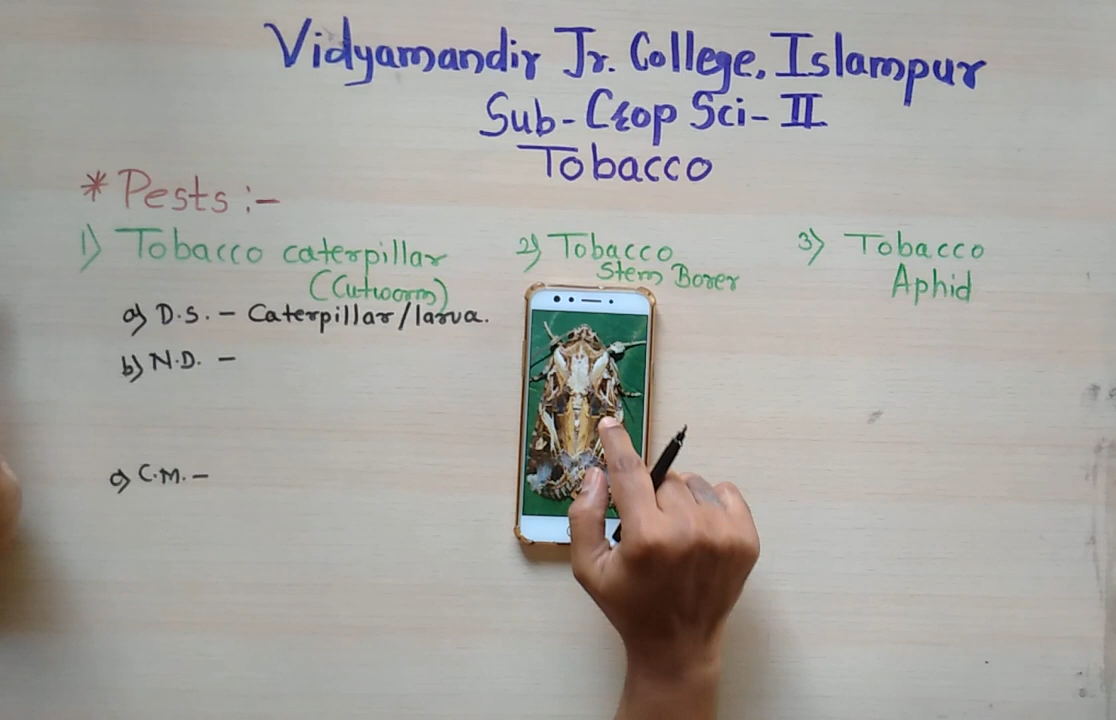 Vidyamandir Jr. College, Islampur
Sub-Crop Sci-II
Tobacco
* Pests :-
1) Tobacco caterpillar
(Cutworm)
a) D.S. - Caterpillar/larva.
b) N.D. -
c) C.M. -
2) Tobacco
Stem Borer
3) Tobacco
Aphid